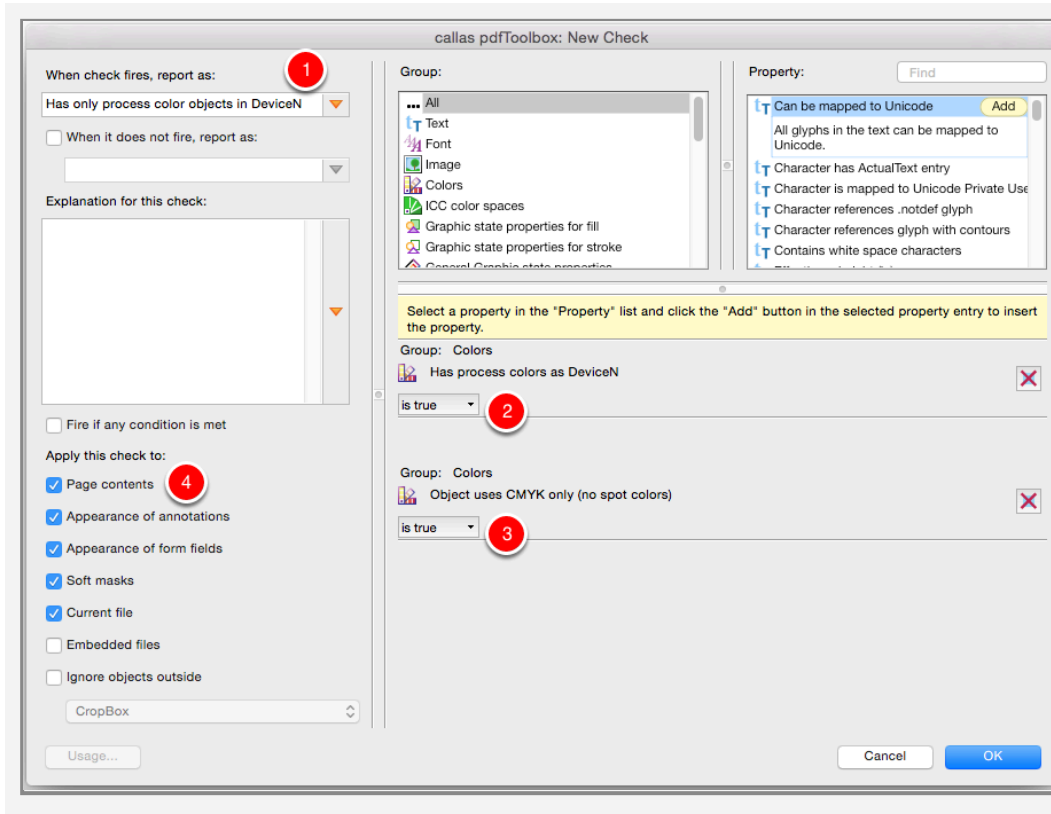 callas pdfToolbox: New Check
When check fires, report as:
1
Has only process color objects in DeviceN
When it does not fire, report as:
Explanation for this check:
Fire if any condition is met
Apply this check to:
Page contents
4
Appearance of annotations
Appearance of form fields
Soft masks
Current file
Embedded files
Ignore objects outside
CropBox
Usage...
Group:
... All
Text
Font
Image
Colors
ICC color spaces
Graphic state properties for fill
Graphic state properties for stroke
General Graphic state properties
Property:
Find
Can be mapped to Unicode
Add
All glyphs in the text can be mapped to
Unicode.
Character has ActualText entry
Character is mapped to Unicode Private Use
Character references .notdef glyph
Character references glyph with contours
Contains white space characters
Select a property in the "Property" list and click the "Add" button in the selected property entry to insert
the property.
Group: Colors
Has process colors as DeviceN
is true
2
Group: Colors
Object uses CMYK only (no spot colors)
is true
3
Cancel
OK